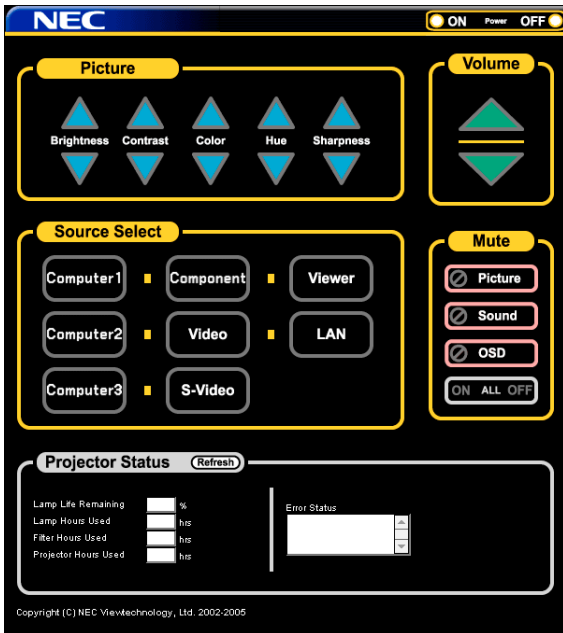 NEC
ON Power OFF
Picture
Brightness Contrast Color Hue Sharpness
Volume
Source Select
Computer1 Component Viewer
Computer2 Video LAN
Computer3 S-Video
Mute
Picture
Sound
OSD
ON ALL OFF
Projector Status Refresh
Lamp Life Remaining %
Lamp Hours Used hrs
Filter Hours Used hrs
Projector Hours Used hrs
Error Status
Copyright (C) NEC Viewtechnology, Ltd. 2002-2005